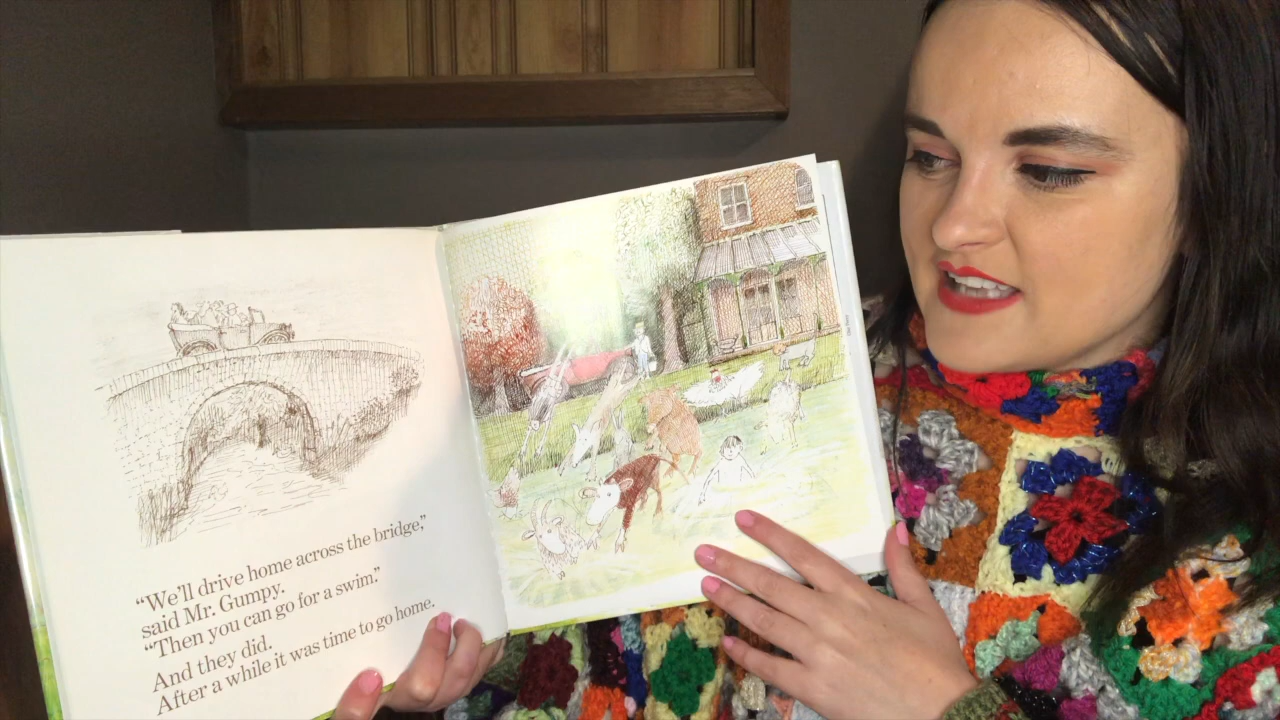 “We’ll drive home across the bridge,”
said Mr. Gumpy.
“Then you can go for a swim.”
And they did.
After a while it was time to go home.